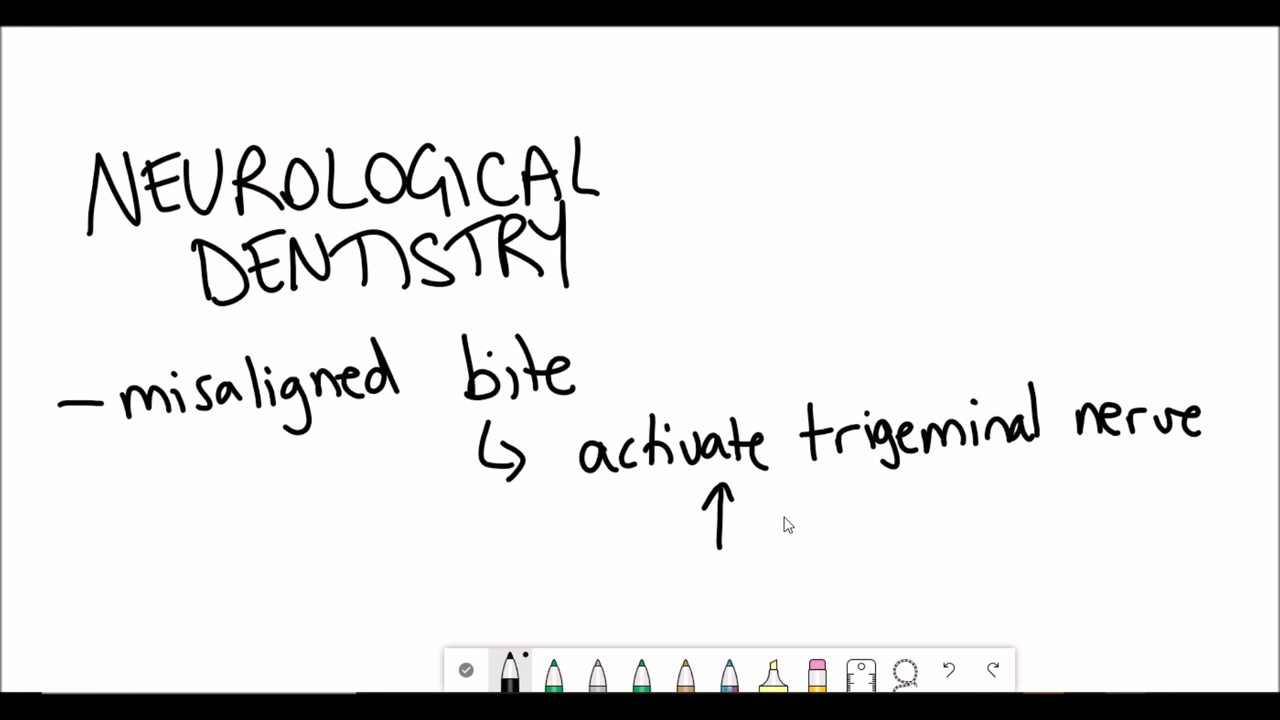 NEUROLOGICAL
DENTISTRY
- misaligned bite
↳ activate trigeminal nerve
↑